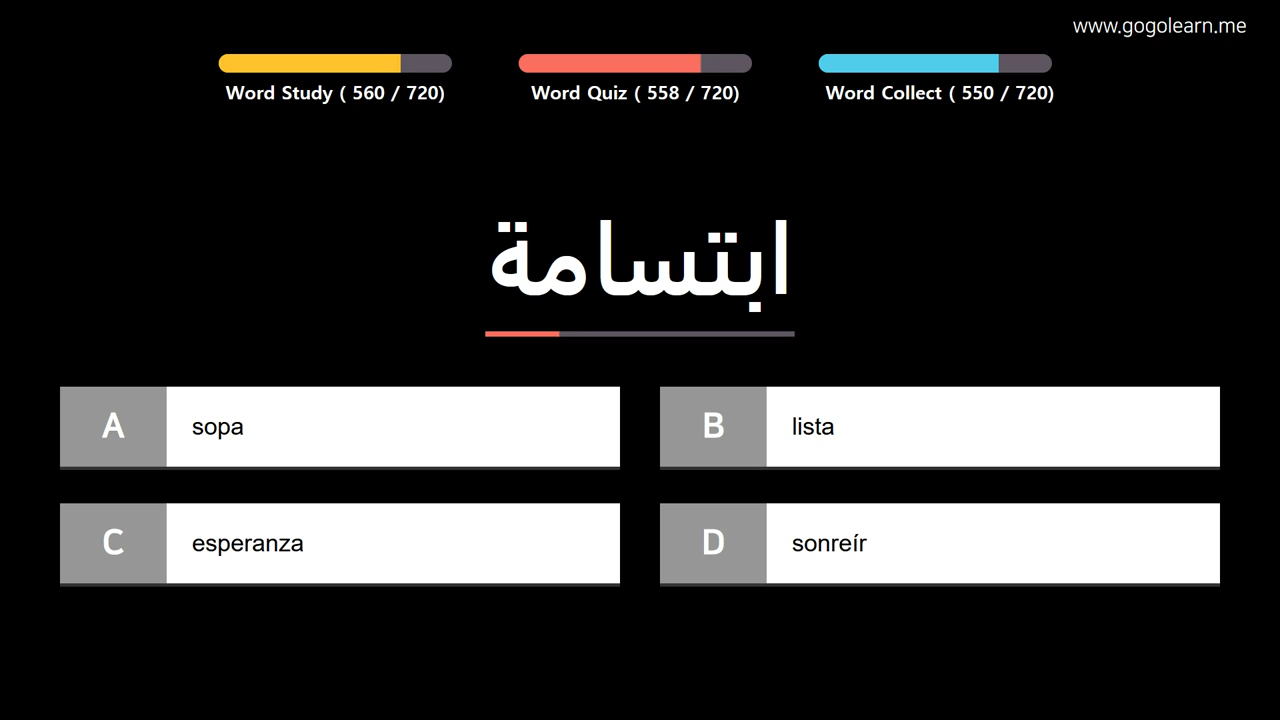 www.gogolearn.me
Word Study ( 560 / 720)
Word Quiz ( 558 / 720)
Word Collect ( 550 / 720)
ابتسامة
A sopa
B lista
C esperanza
D sonreír